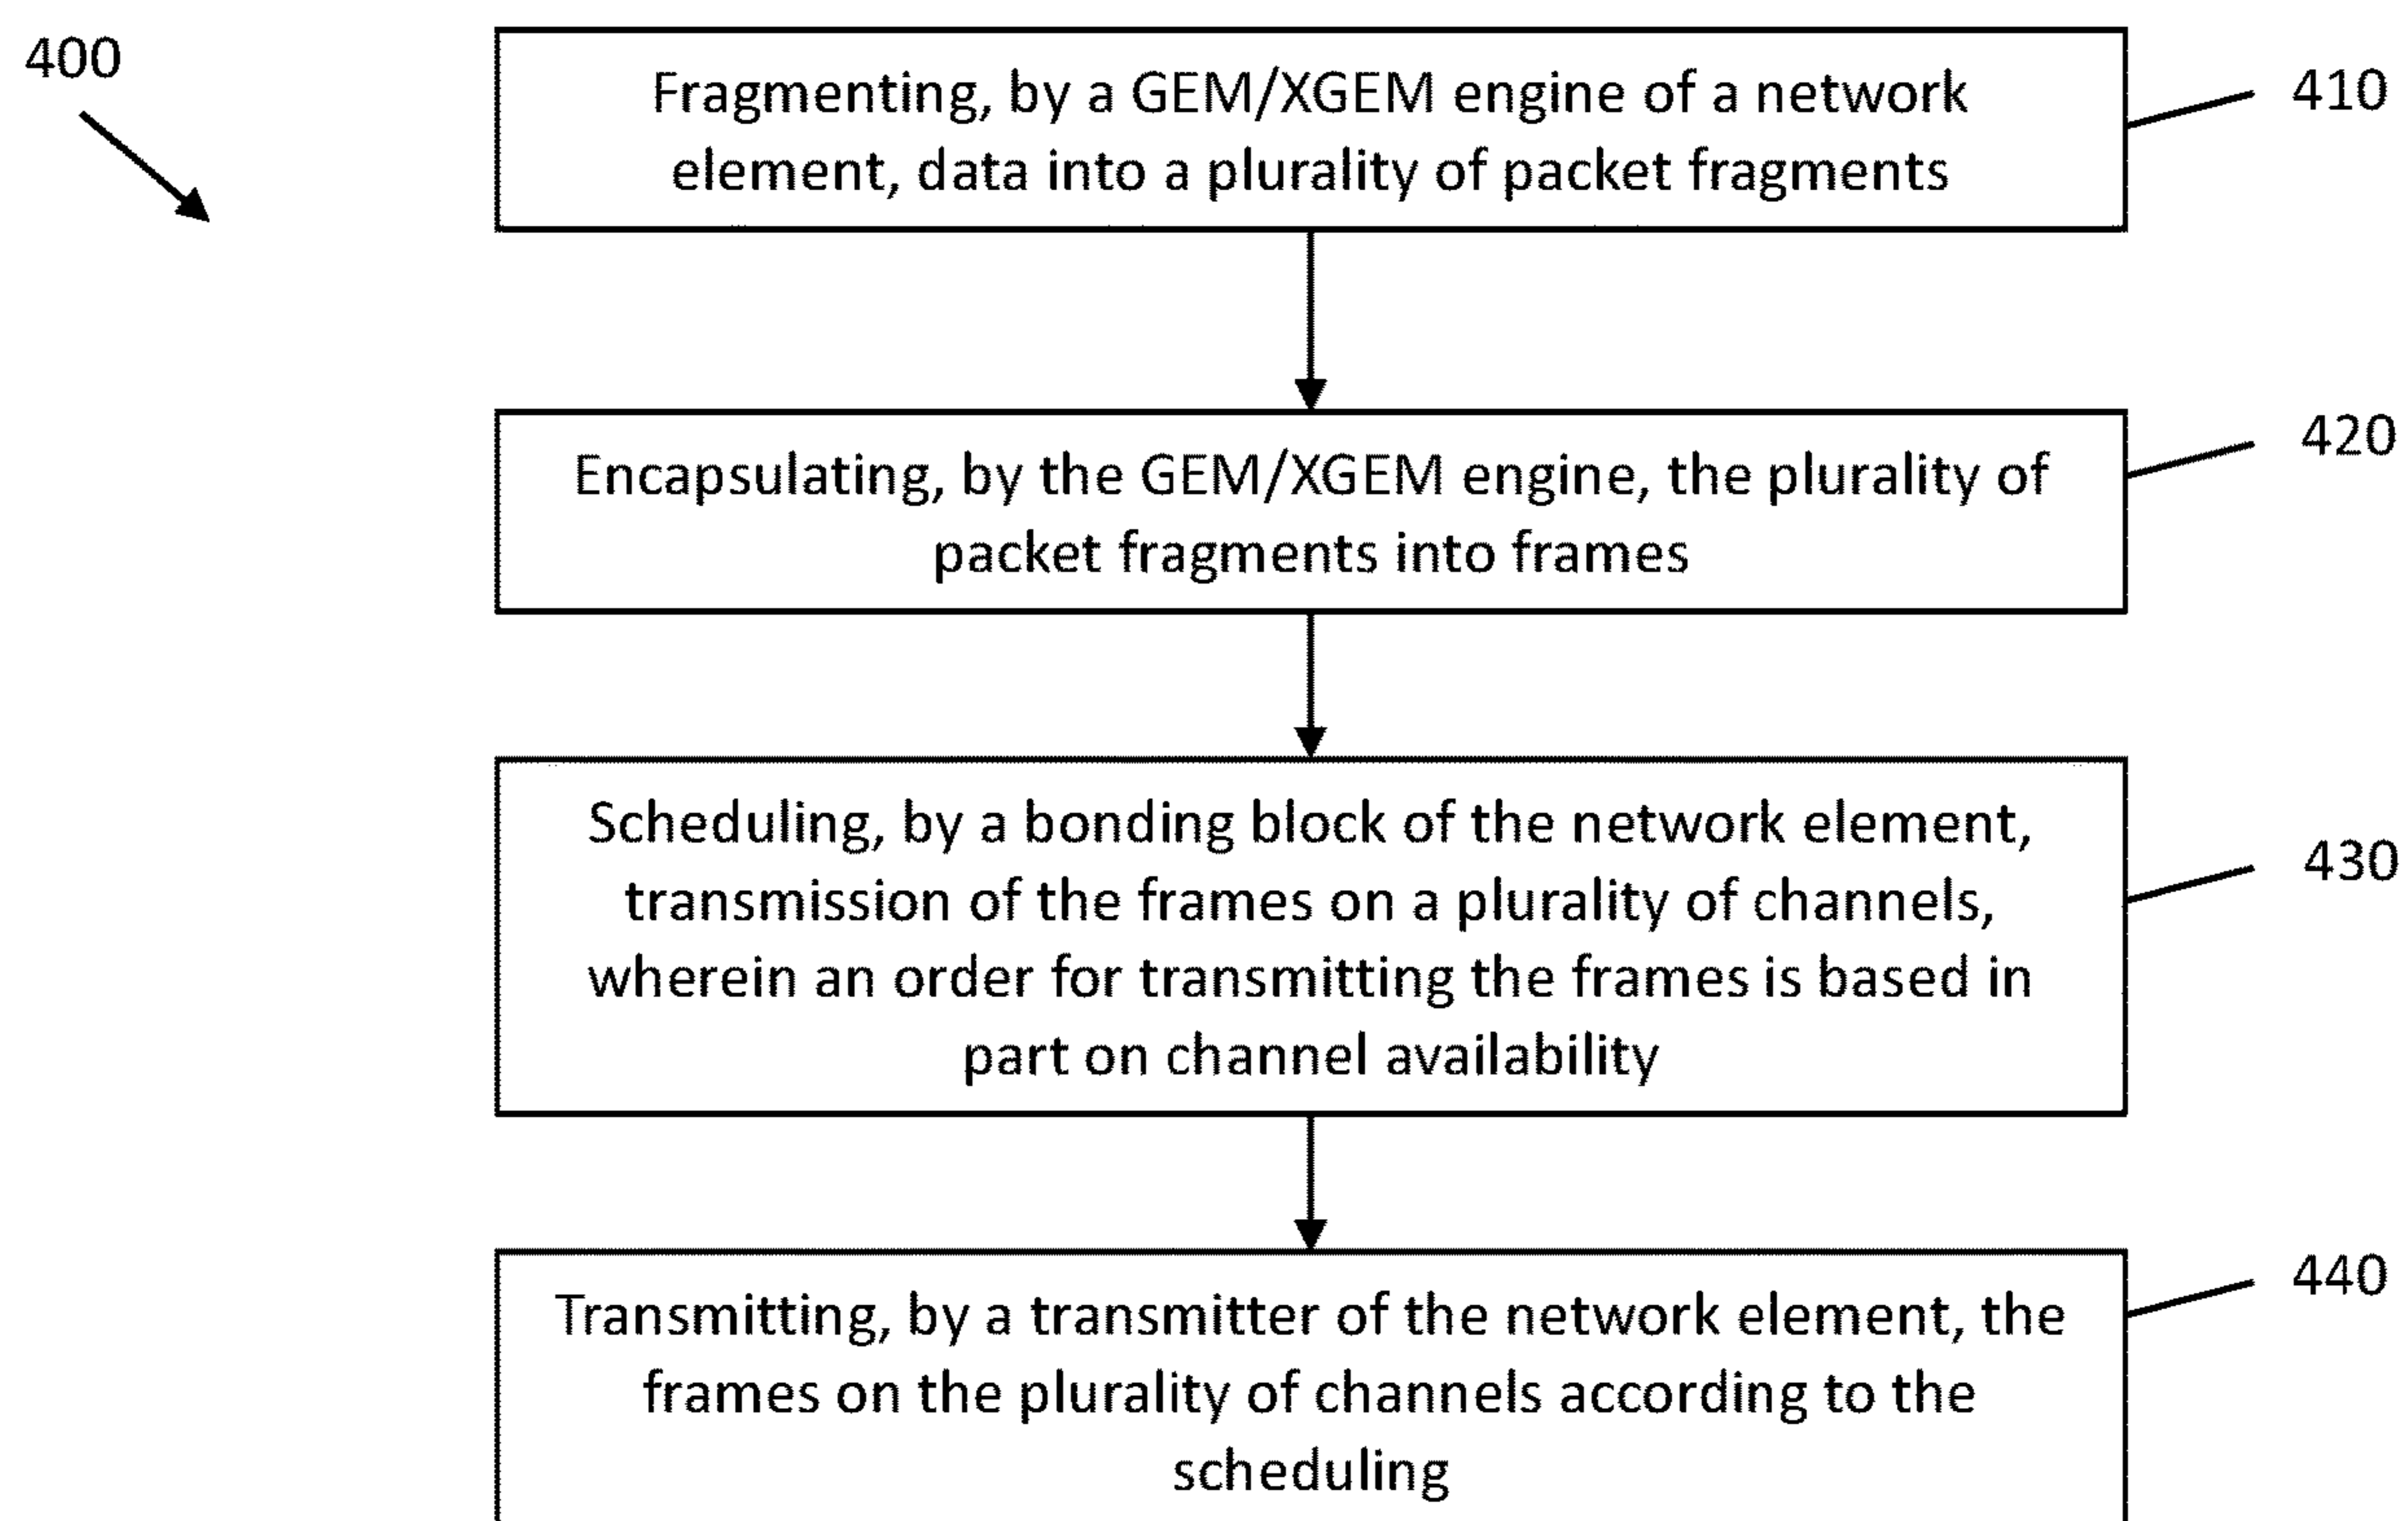 400
Fragmenting, by a GEM/XGEM engine of a network
element, data into a plurality of packet fragments
410
Encapsulating, by the GEM/XGEM engine, the plurality of
packet fragments into frames
420
Scheduling, by a bonding block of the network element,
transmission of the frames on a plurality of channels,
wherein an order for transmitting the frames is based in
part on channel availability
430
Transmitting, by a transmitter of the network element, the
frames on the plurality of channels according to the
scheduling
440